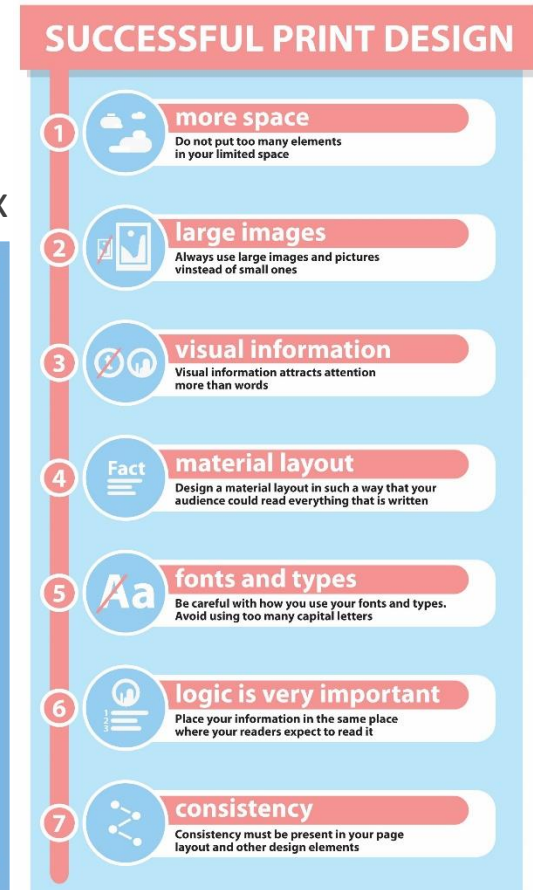 SUCCESSFUL PRINT DESIGN
X
1
more space
Do not put too many elements
in your limited space
2
large images
Always use large images and pictures
vinstead of small ones
3
visual information
Visual information attracts attention
more than words
4
Fact
material layout
Design a material layout in such a way that your
audience could read everything that is written
5
Aa
fonts and types
Be careful with how you use your fonts and types.
Avoid using too many capital letters
6
1
2
3
logic is very important
Place your information in the same place
where your readers expect to read it
7
consistency
Consistency must be present in your page
layout and other design elements